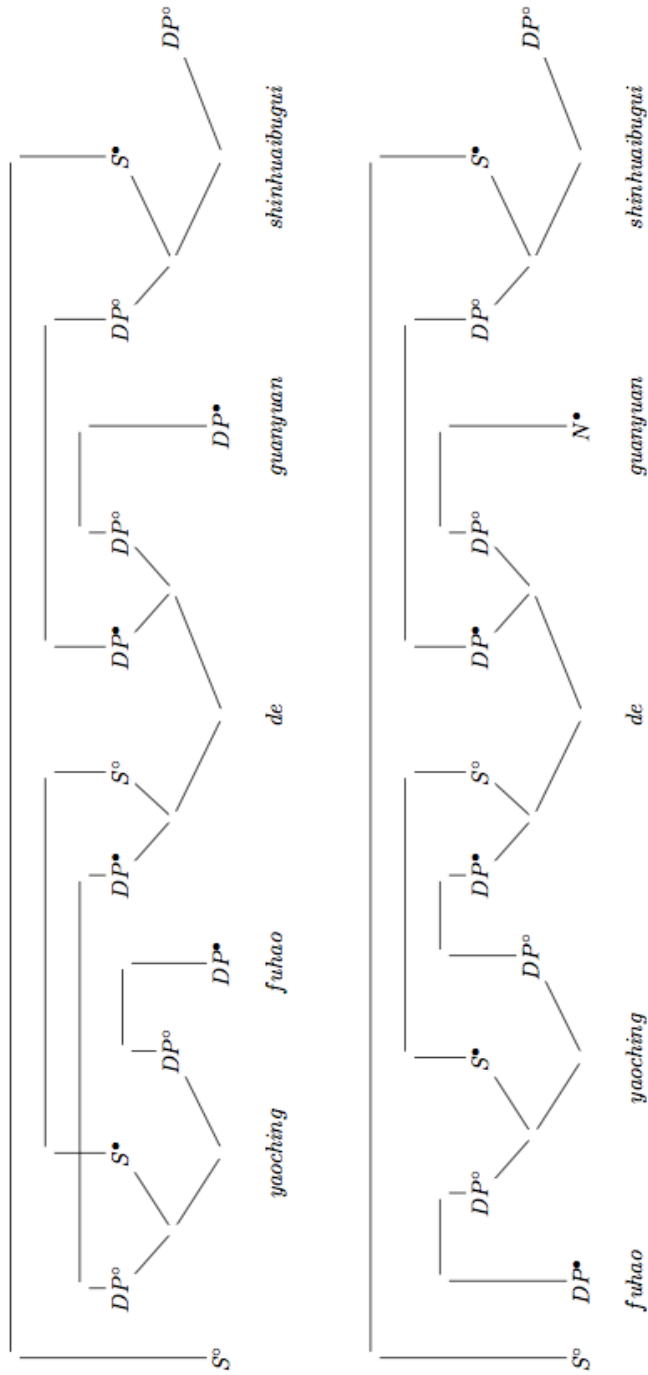 DP° S• DP• S° DP• DP° DP° S•
DP° DP°
S° DP• DP•
yaoching fuhao de guanyuan shinhuaibugui
DP° S• DP• S° DP• DP° DP° S•
DP° DP°
S° DP• N•
fuhao yaoching de guanyuan shinhuaibugui